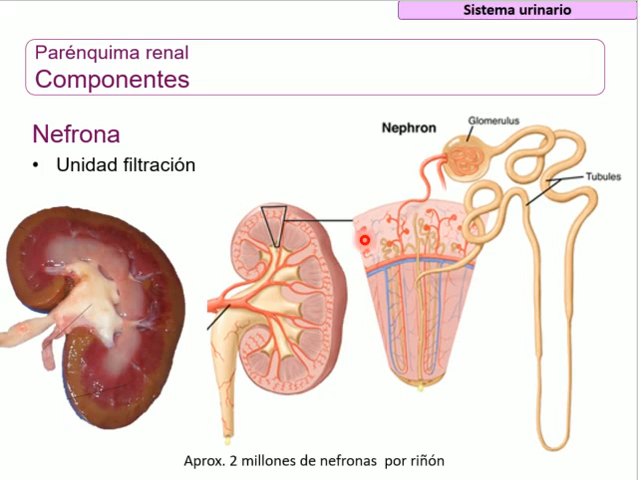 Sistema urinario
Parénquima renal
Componentes
Nefrona
• Unidad filtración
Nephron
Glomerulus
Tubules
Aprox. 2 millones de nefronas por riñón